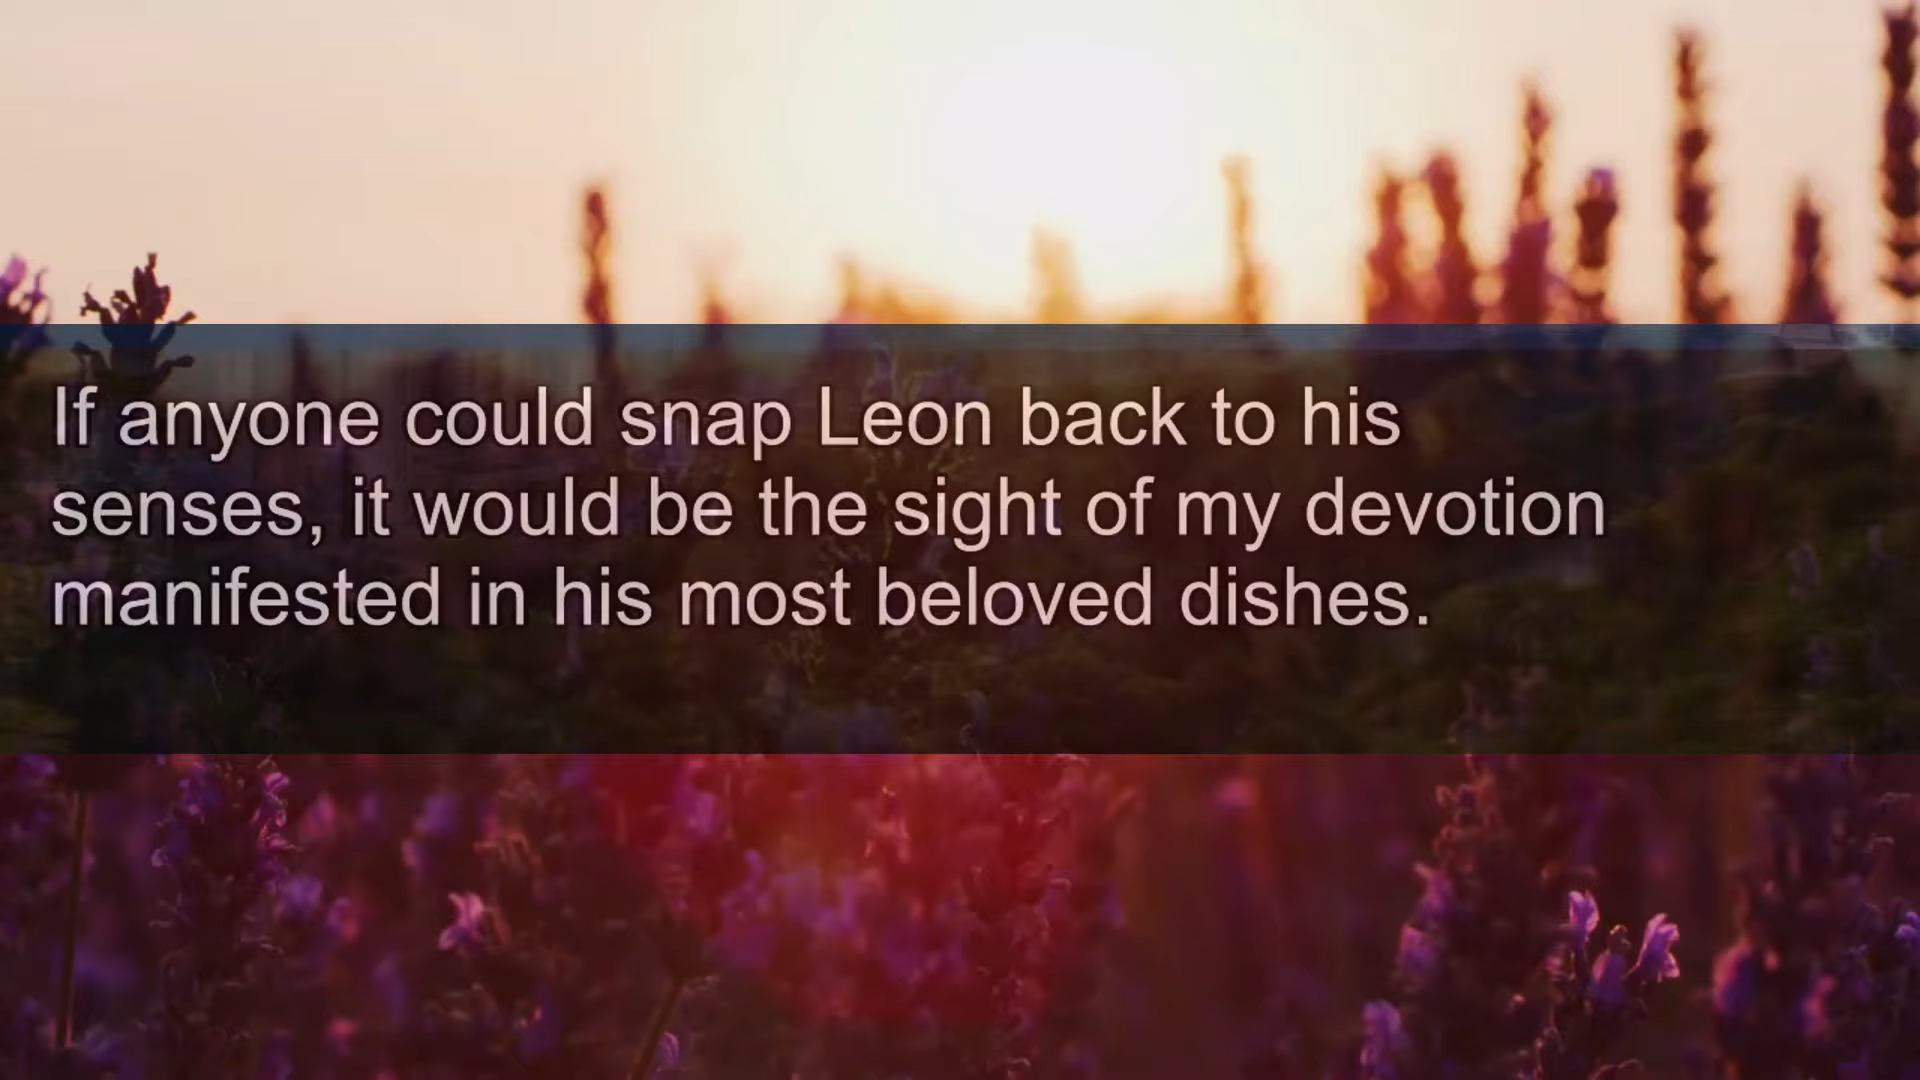 If anyone could snap Leon back to his
senses, it would be the sight of my devotion
manifested in his most beloved dishes.